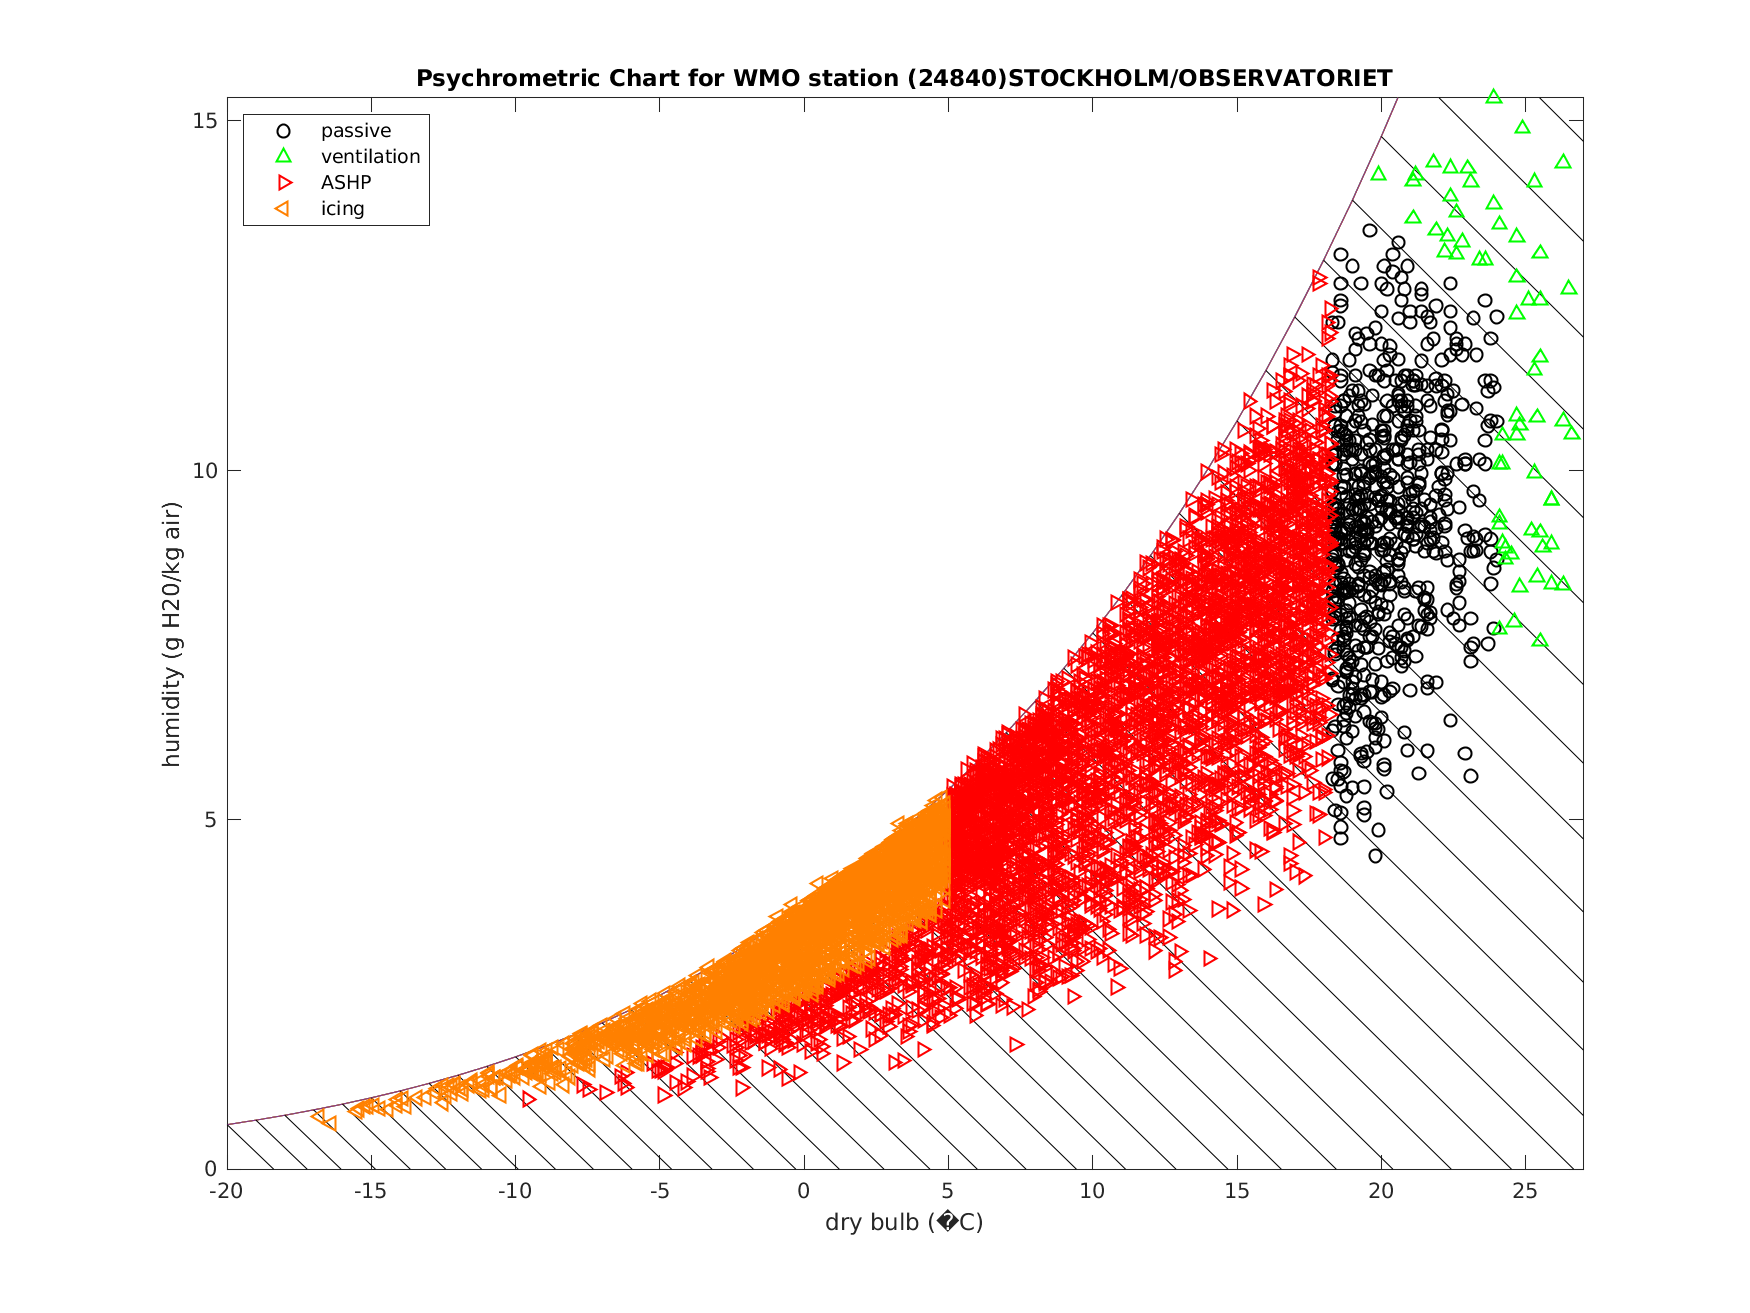 Psychrometric Chart for WMO station (24840)STOCKHOLM/OBSERVATORIET
passive
ventilation
ASHP
icing
humidity (g H20/kg air)
15
10
5
0
-20 -15 -10 -5 0 5 10 15 20 25
dry bulb (�C)